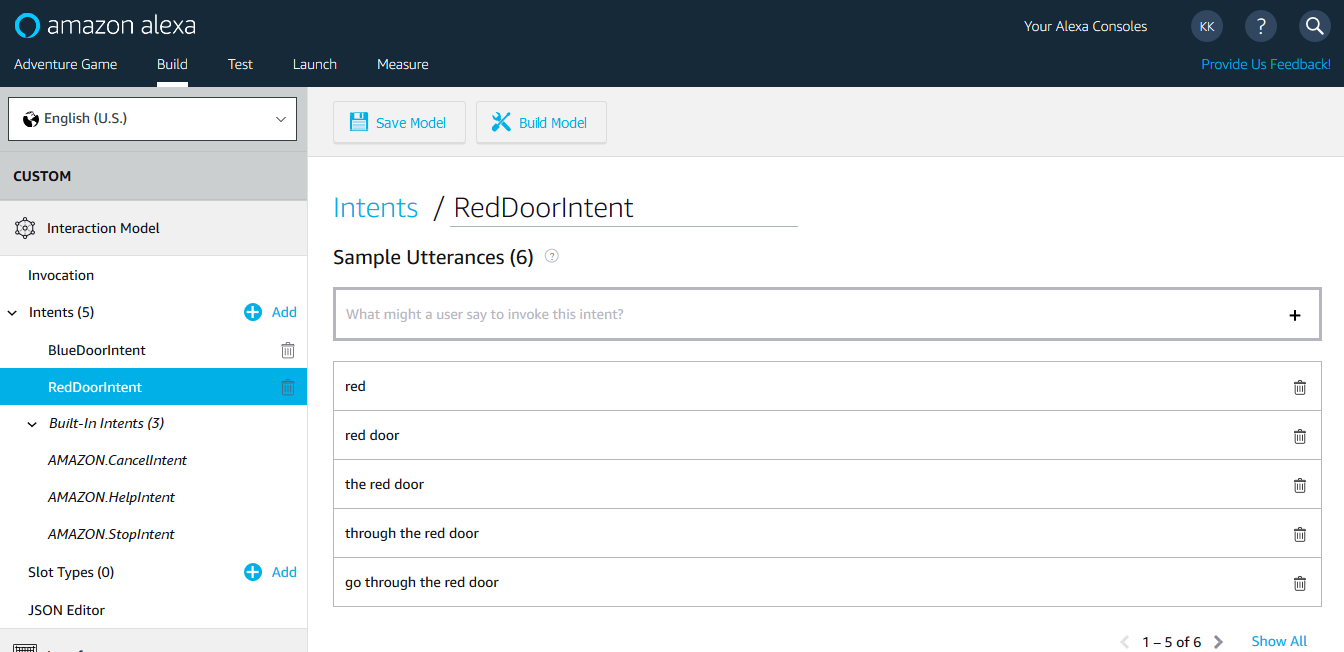 amazon alexa
Your Alexa Consoles
KK
?
Adventure Game
Build
Test
Launch
Measure
Provide Us Feedback!
English (U.S.)
Save Model
Build Model
CUSTOM
Interaction Model
Invocation
Intents (5)
Add
BlueDoorIntent
RedDoorIntent
Built-In Intents (3)
AMAZON.CancelIntent
AMAZON.HelpIntent
AMAZON.StopIntent
Slot Types (0)
Add
JSON Editor
Intents / RedDoorIntent
Sample Utterances (6) ?
What might a user say to invoke this intent?
+
red
red door
the red door
through the red door
go through the red door
1 – 5 of 6
Show All